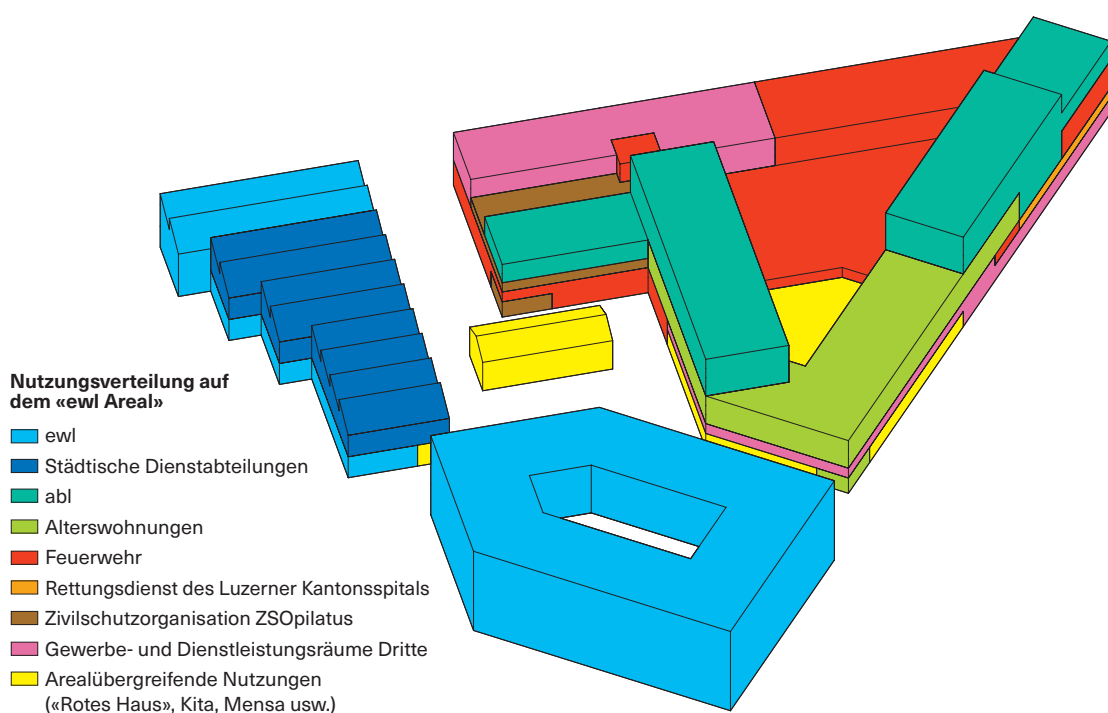 Nutzungsverteilung auf
dem «ewl Areal»
ewl
Städtische Dienstabteilungen
abl
Alterswohnungen
Feuerwehr
Rettungsdienst des Luzerner Kantonsspitals
Zivilschutzorganisation ZSOpilatus
Gewerbe- und Dienstleistungsräume Dritte
Arealübergreifende Nutzungen
(«Rotes Haus», Kita, Mensa usw.)